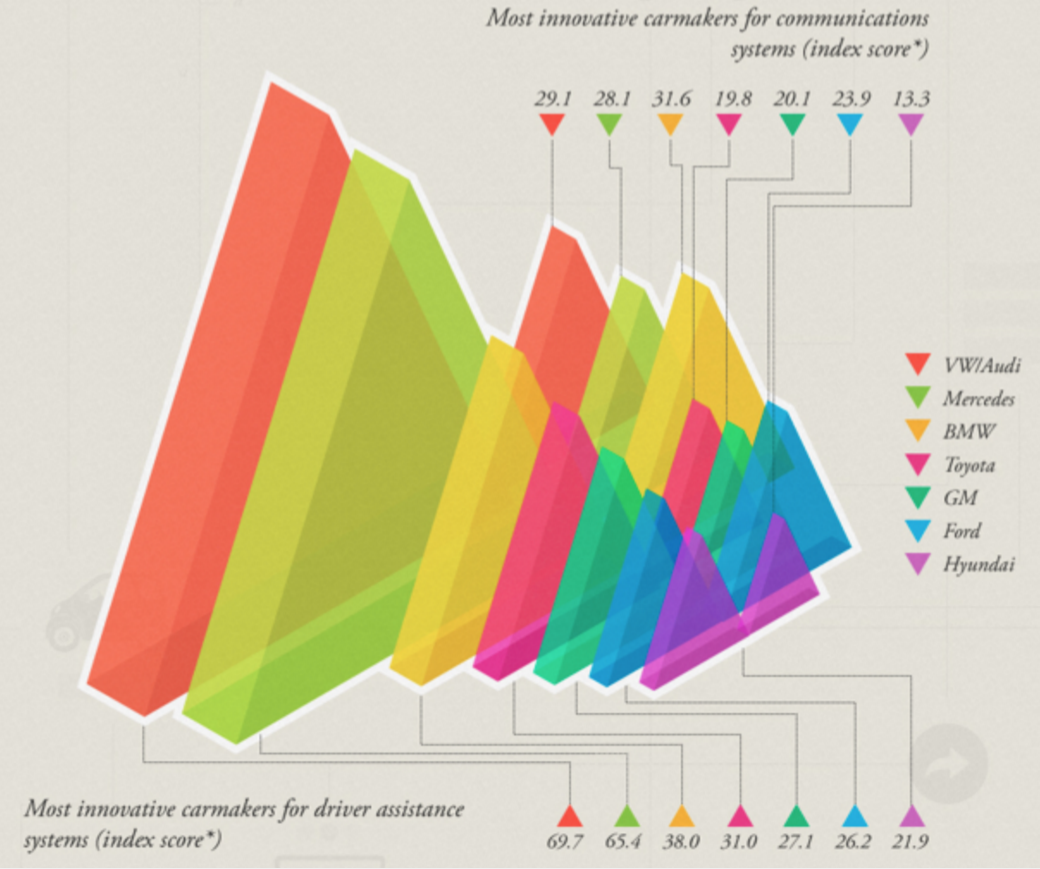 Most innovative carmakers for communications
systems (index score*)
29.1 28.1 31.6 19.8 20.1 23.9 13.3
VW/Audi
Mercedes
BMW
Toyota
GM
Ford
Hyundai
Most innovative carmakers for driver assistance
systems (index score*)
69.7 65.4 38.0 31.0 27.1 26.2 21.9